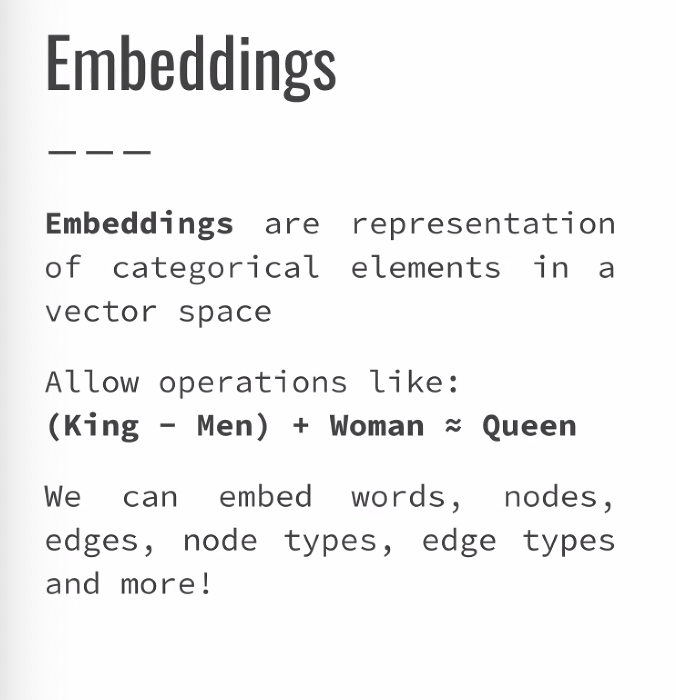 Embeddings
———
Embeddings are representation
of categorical elements in a
vector space
Allow operations like:
(King - Men) + Woman ≈ Queen
We can embed words, nodes,
edges, node types, edge types
and more!